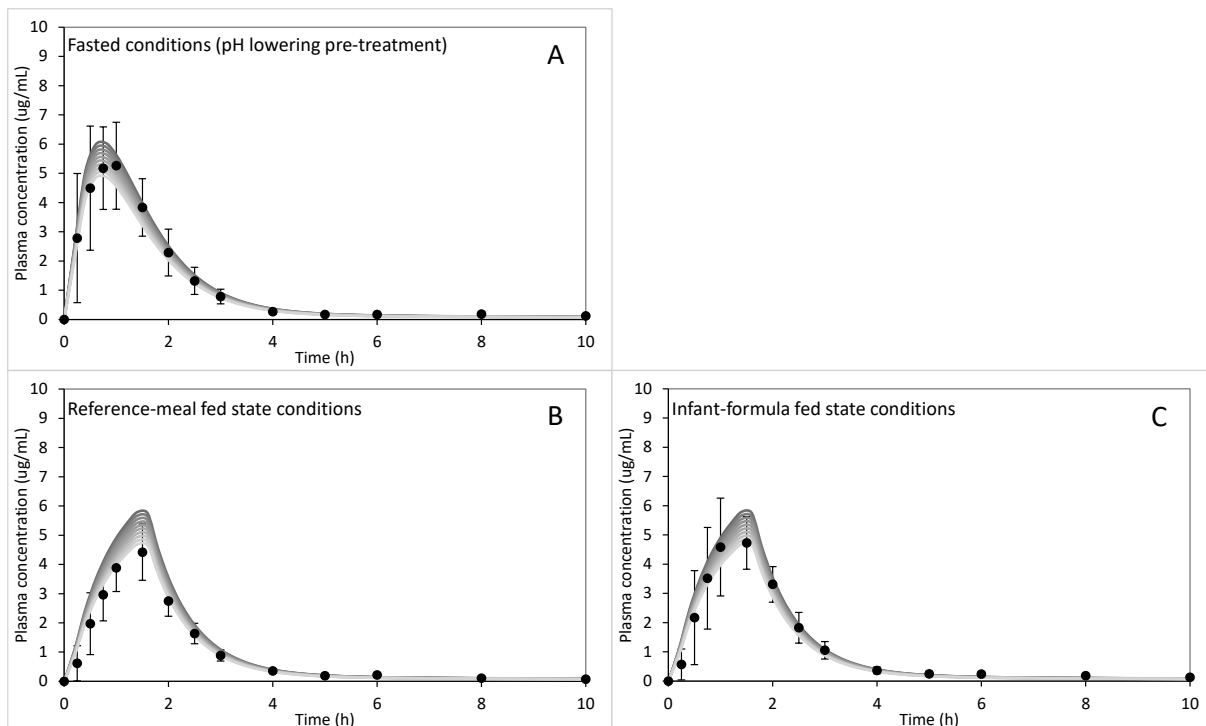 Fasted conditions (pH lowering pre-treatment)
A
Plasma concentration (ug/mL)
10
9
8
7
6
5
4
3
2
1
0
0 2 4 6 8 10
Time (h)
Reference-meal fed state conditions
B
Plasma concentration (ug/mL)
10
9
8
7
6
5
4
3
2
1
0
0 2 4 6 8 10
Time (h)
Infant-formula fed state conditions
C
Plasma concentration (ug/mL)
10
9
8
7
6
5
4
3
2
1
0
0 2 4 6 8 10
Time (h)